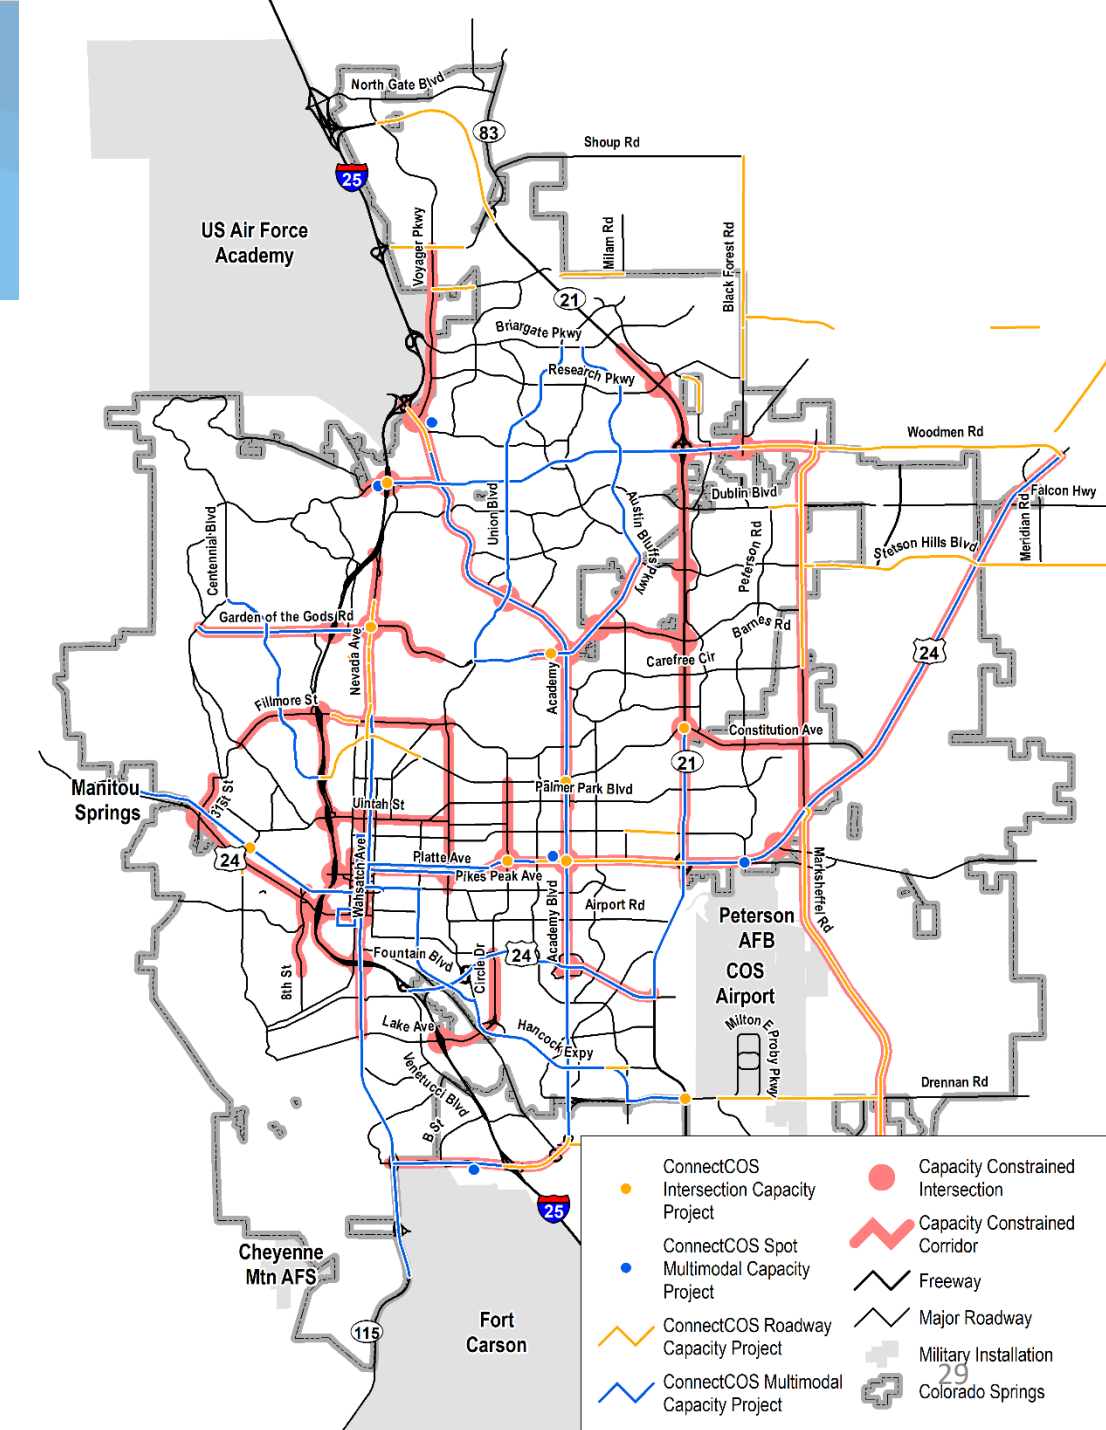 North Gate Blvd
83
Shoup Rd
25
US Air Force
Academy
Voyager Pkwy
Milam Rd
Black Forest Rd
21
Briargate Pkwy
Research Pkwy
Woodmen Rd
Dublin Blvd
Falcon Hwy
Union Blvd
Austin Bluffs Pkwy
Peterson Rd
Meridian Rd
Centennial Blvd
Stetson Hills Blvd
Garden of the Gods Rd
Barnes Rd
Nevada Ave
Carefree Cir
24
Academy
Fillmore St
Constitution Ave
21
Manitou
Springs
31st St
Palmer Park Blvd
Uintah St
24
Platte Ave
Pikes Peak Ave
Wahsatch Ave
Marksheffel Rd
Airport Rd
Academy Blvd
Peterson
AFB
COS
Airport
Fountain Blvd
24
Circle Dr
8th St
Lake Ave
Hancock Expy
Milton E Proby Pkwy
Venetucci Blvd
Drennan Rd
B St
25
Cheyenne
Mtn AFS
Fort
Carson
115
ConnectCOS
Intersection Capacity
Project
ConnectCOS Spot
Multimodal Capacity
Project
ConnectCOS Roadway
Capacity Project
ConnectCOS Multimodal
Capacity Project
Capacity Constrained
Intersection
Capacity Constrained
Corridor
Freeway
Major Roadway
Military Installation
29
Colorado Springs